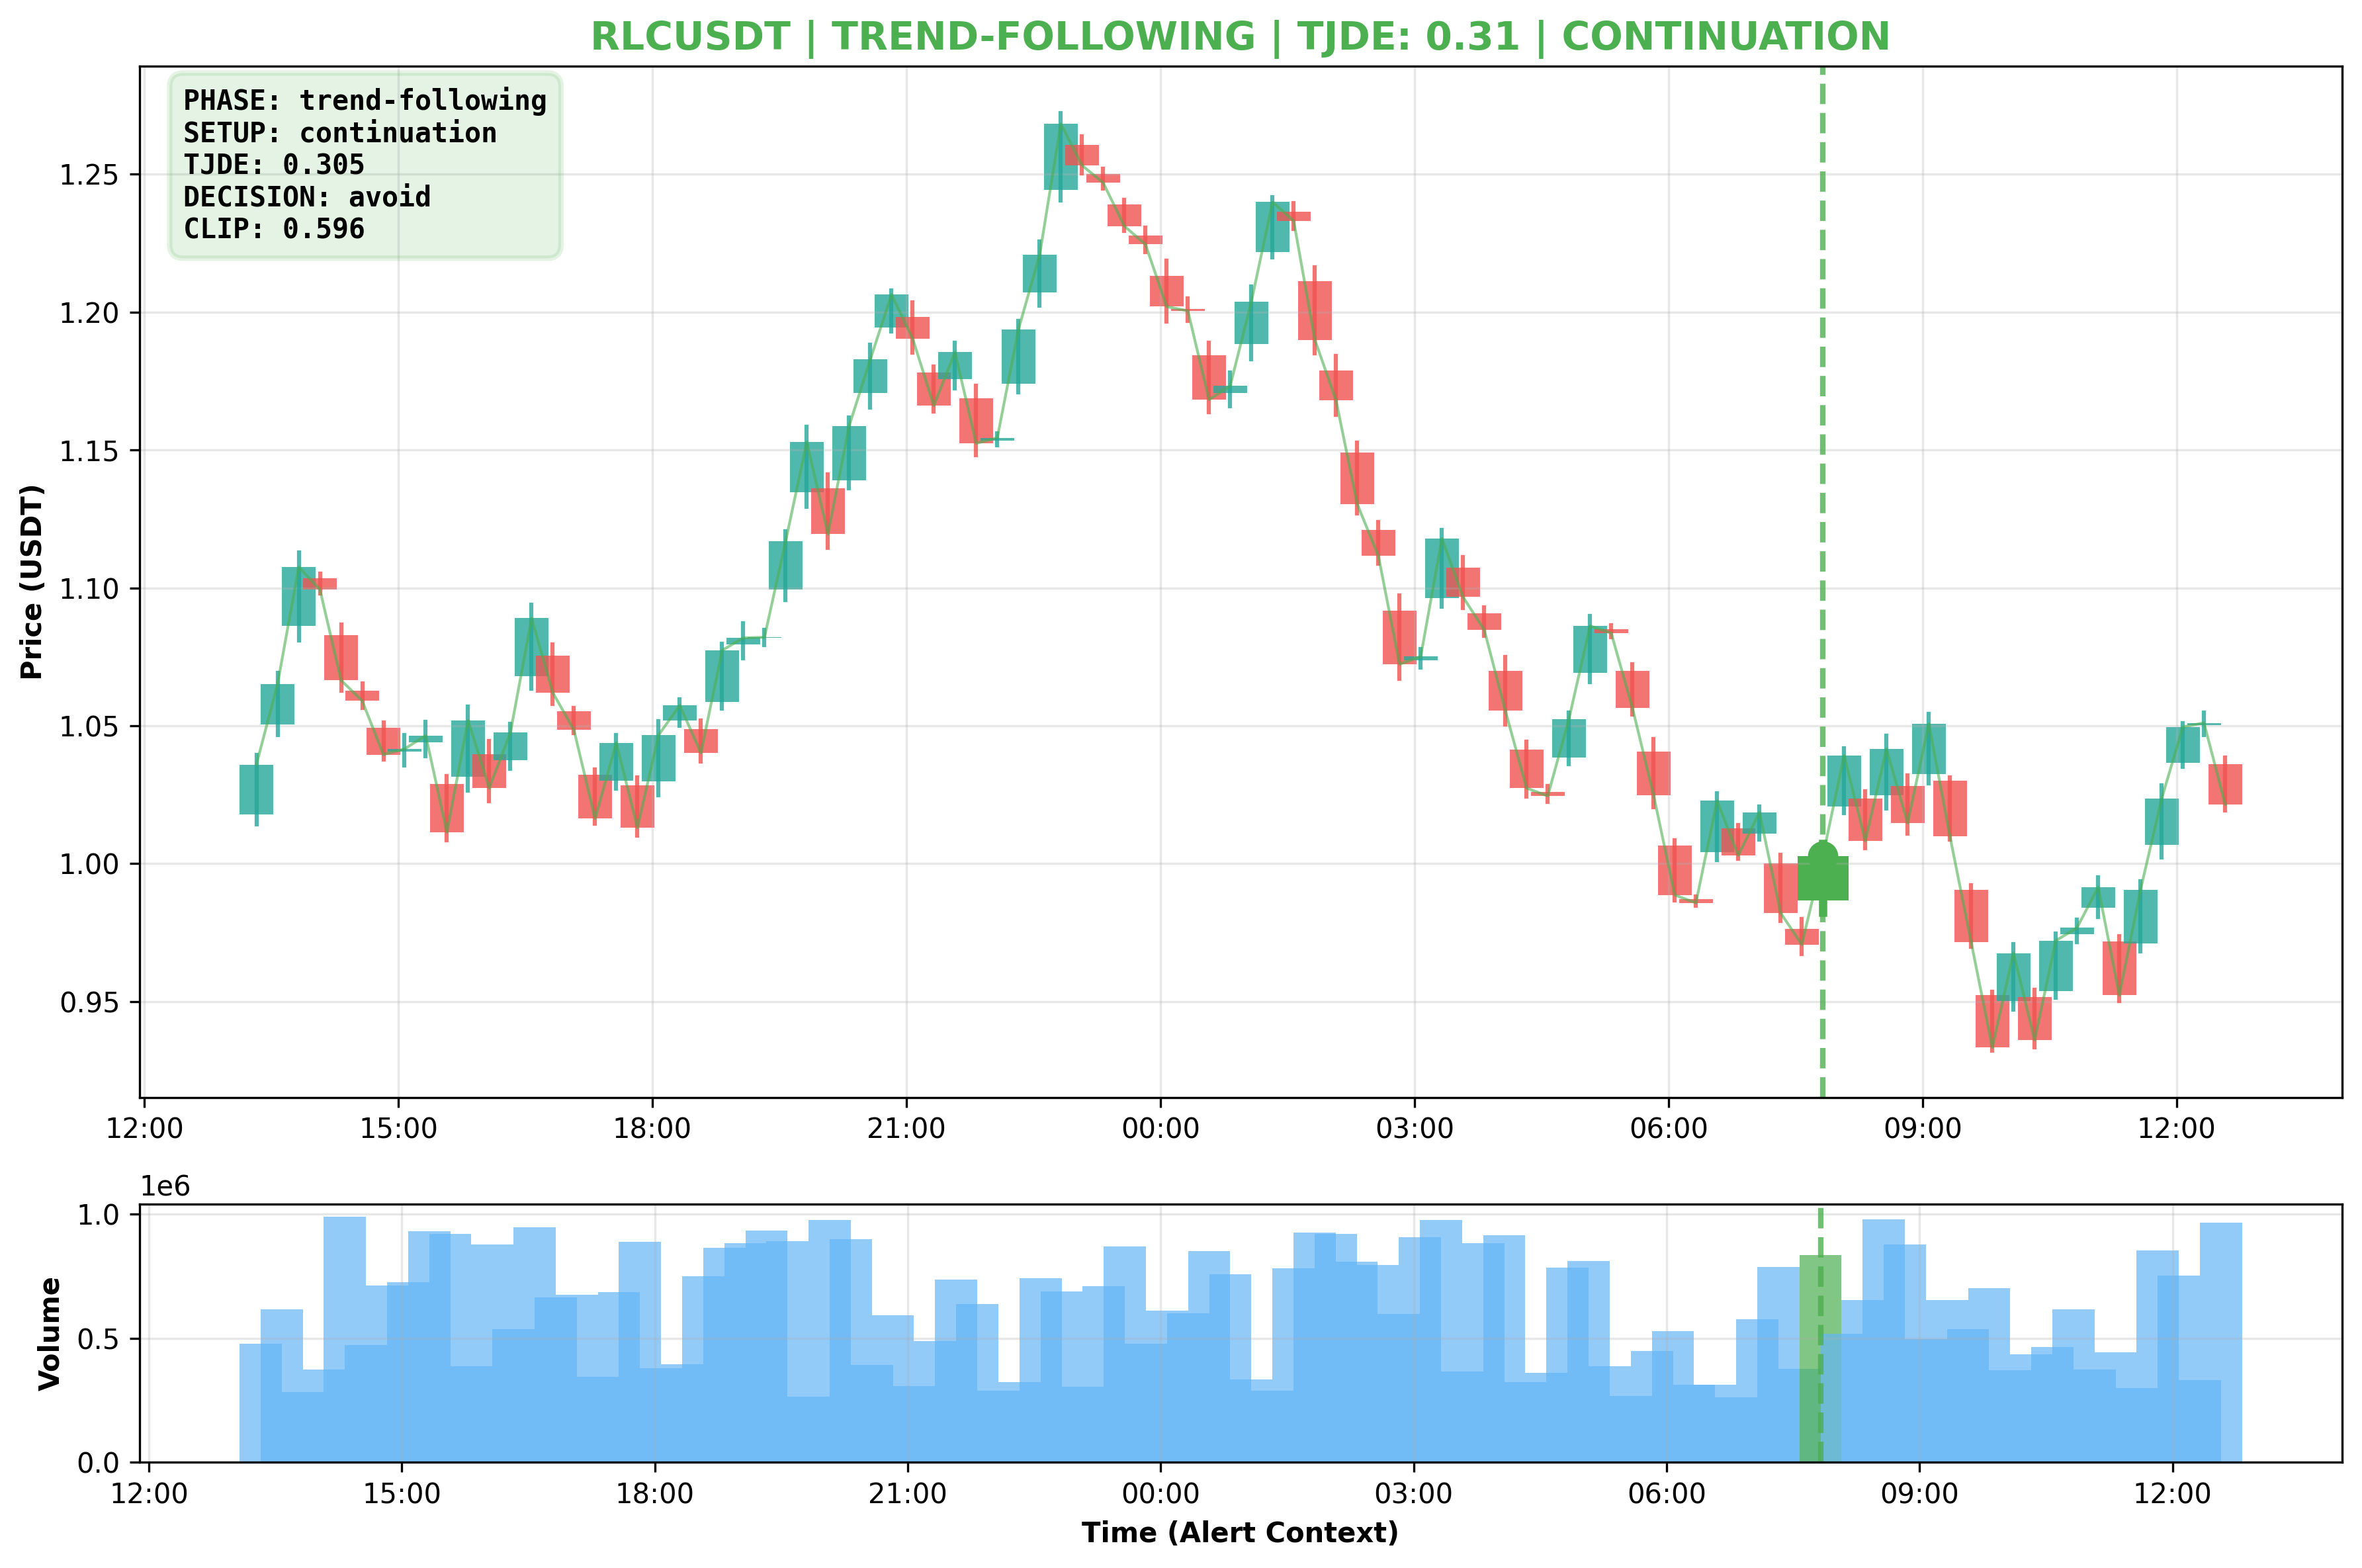 RLCUSDT | TREND-FOLLOWING | TJDE: 0.31 | CONTINUATION
PHASE: trend-following
SETUP: continuation
TJDE: 0.305
DECISION: avoid
CLIP: 0.596
Price (USDT)
1.25
1.20
1.15
1.10
1.05
1.00
0.95
12:00 15:00 18:00 21:00 00:00 03:00 06:00 09:00 12:00
1e6
Volume
1.0
0.5
0.0
12:00 15:00 18:00 21:00 00:00 03:00 06:00 09:00 12:00
Time (Alert Context)